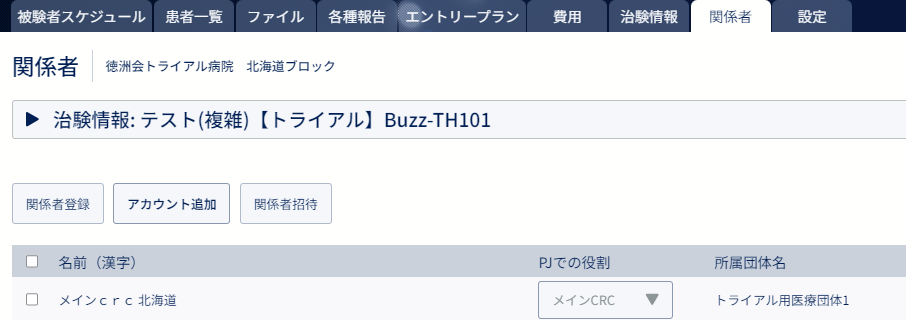 被験者スケジュール 患者一覧 ファイル 各種報告 エントリープラン 費用 治験情報 関係者 設定
関係者 徳洲会トライアル病院 北海道ブロック
▶ 治験情報: テスト(複雑)【トライアル】Buzz-TH101
関係者登録 アカウント追加 関係者招待
名前（漢字） PJでの役割 所属団体名
メインｃｒｃ 北海道 メインCRC ▼ トライアル用医療団体1